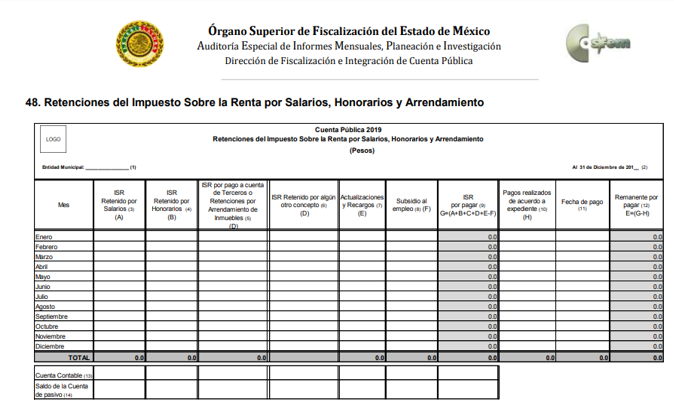 Órgano Superior de Fiscalización del Estado de México
Auditoría Especial de Informes Mensuales, Planeación e Investigación
Dirección de Fiscalización e Integración de Cuenta Pública
osfem
48. Retenciones del Impuesto Sobre la Renta por Salarios, Honorarios y Arrendamiento
LOGO
Cuenta Pública 2019
Retenciones del Impuesto Sobre la Renta por Salarios, Honorarios y Arrendamiento
(Pesos)
Entidad Municipal: ______________ (1) Al 31 de Diciembre de 201__ (2)
Mes
ISR
Retenido por
Salarios (3)
(A)
ISR
Retenido por
Honorarios (4)
(B)
ISR por pago a cuenta
de Terceros o
Retenciones por
Arrendamiento de
Inmuebles (5)
(D)
ISR Retenido por algún
otro concepto (6)
(D)
Actualizaciones
y Recargos (7)
(E)
Subsidio al
empleo (8) (F)
ISR
por pagar (9)
G=(A+B+C+D+E-F)
Pagos realizados
de acuerdo a
expediente (10)
(H)
Fecha de pago
(11)
Remanente por
pagar (12)
E=(G-H)
Enero 0.0 0.0
Febrero 0.0 0.0
Marzo 0.0 0.0
Abril 0.0 0.0
Mayo 0.0 0.0
Junio 0.0 0.0
Julio 0.0 0.0
Agosto 0.0 0.0
Septiembre 0.0 0.0
Octubre 0.0 0.0
Noviembre 0.0 0.0
Diciembre 0.0 0.0
TOTAL 0.0 0.0 0.0 0.0 0.0 0.0 0.0 0.0 0.0
Cuenta Contable (13)
Saldo de la Cuenta
de pasivo (14)